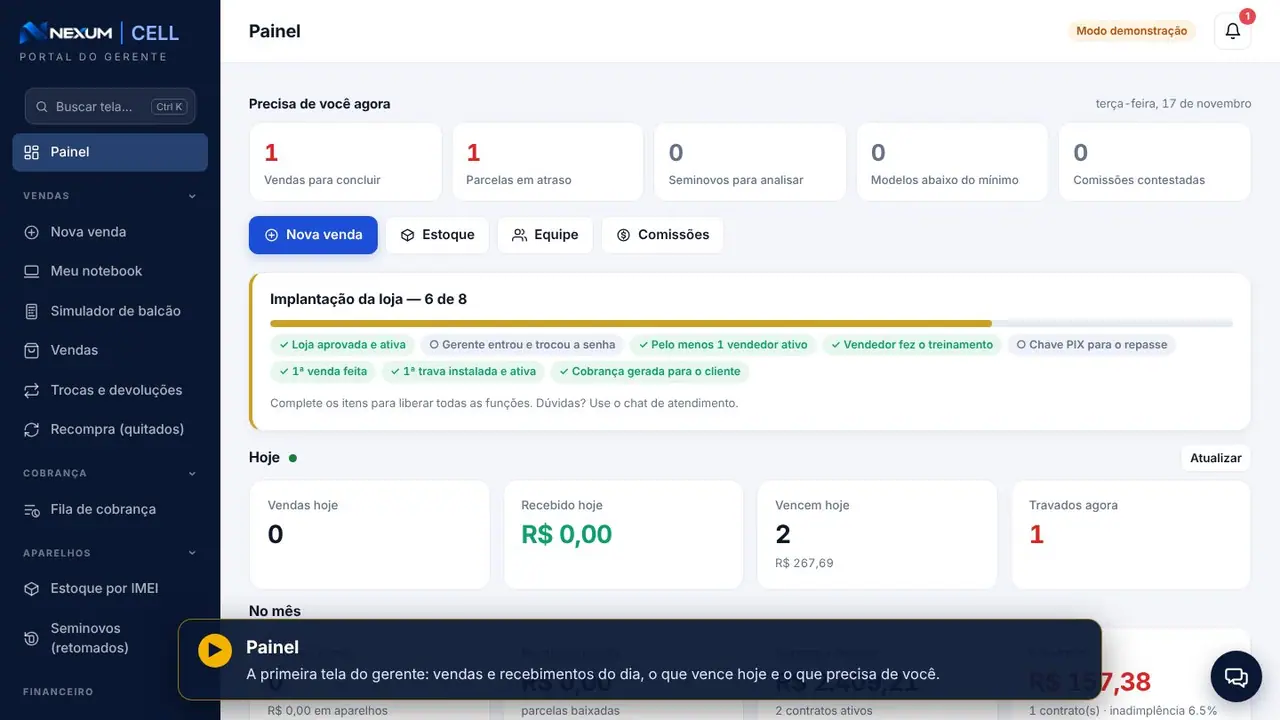 NEXUM | CELL
PORTAL DO GERENTE
Buscar tela... Ctrl K
Painel
VENDAS
Nova venda
Meu notebook
Simulador de balcão
Vendas
Trocas e devoluções
Recompra (quitados)
COBRANÇA
Fila de cobrança
APARELHOS
Estoque por IMEI
Seminovos
(retomados)
FINANCEIRO
Painel
Modo demonstração
1
Precisa de você agora
terça-feira, 17 de novembro
1
Vendas para concluir
1
Parcelas em atraso
0
Seminovos para analisar
0
Modelos abaixo do mínimo
0
Comissões contestadas
Nova venda
Estoque
Equipe
Comissões
Implantação da loja — 6 de 8
✓ Loja aprovada e ativa
○ Gerente entrou e trocou a senha
✓ Pelo menos 1 vendedor ativo
✓ Vendedor fez o treinamento
○ Chave PIX para o repasse
✓ 1ª venda feita
✓ 1ª trava instalada e ativa
✓ Cobrança gerada para o cliente
Complete os itens para liberar todas as funções. Dúvidas? Use o chat de atendimento.
Hoje
Atualizar
Vendas hoje
0
Recebido hoje
R$ 0,00
Vencem hoje
2
R$ 267,69
Travados agora
1
No mês
Painel
A primeira tela do gerente: vendas e recebimentos do dia, o que vence hoje e o que precisa de você.
R$ 157,38
R$ 0,00 em aparelhos
parcelas baixadas
2 contratos ativos
1 contrato(s) · inadimplência 6.5%